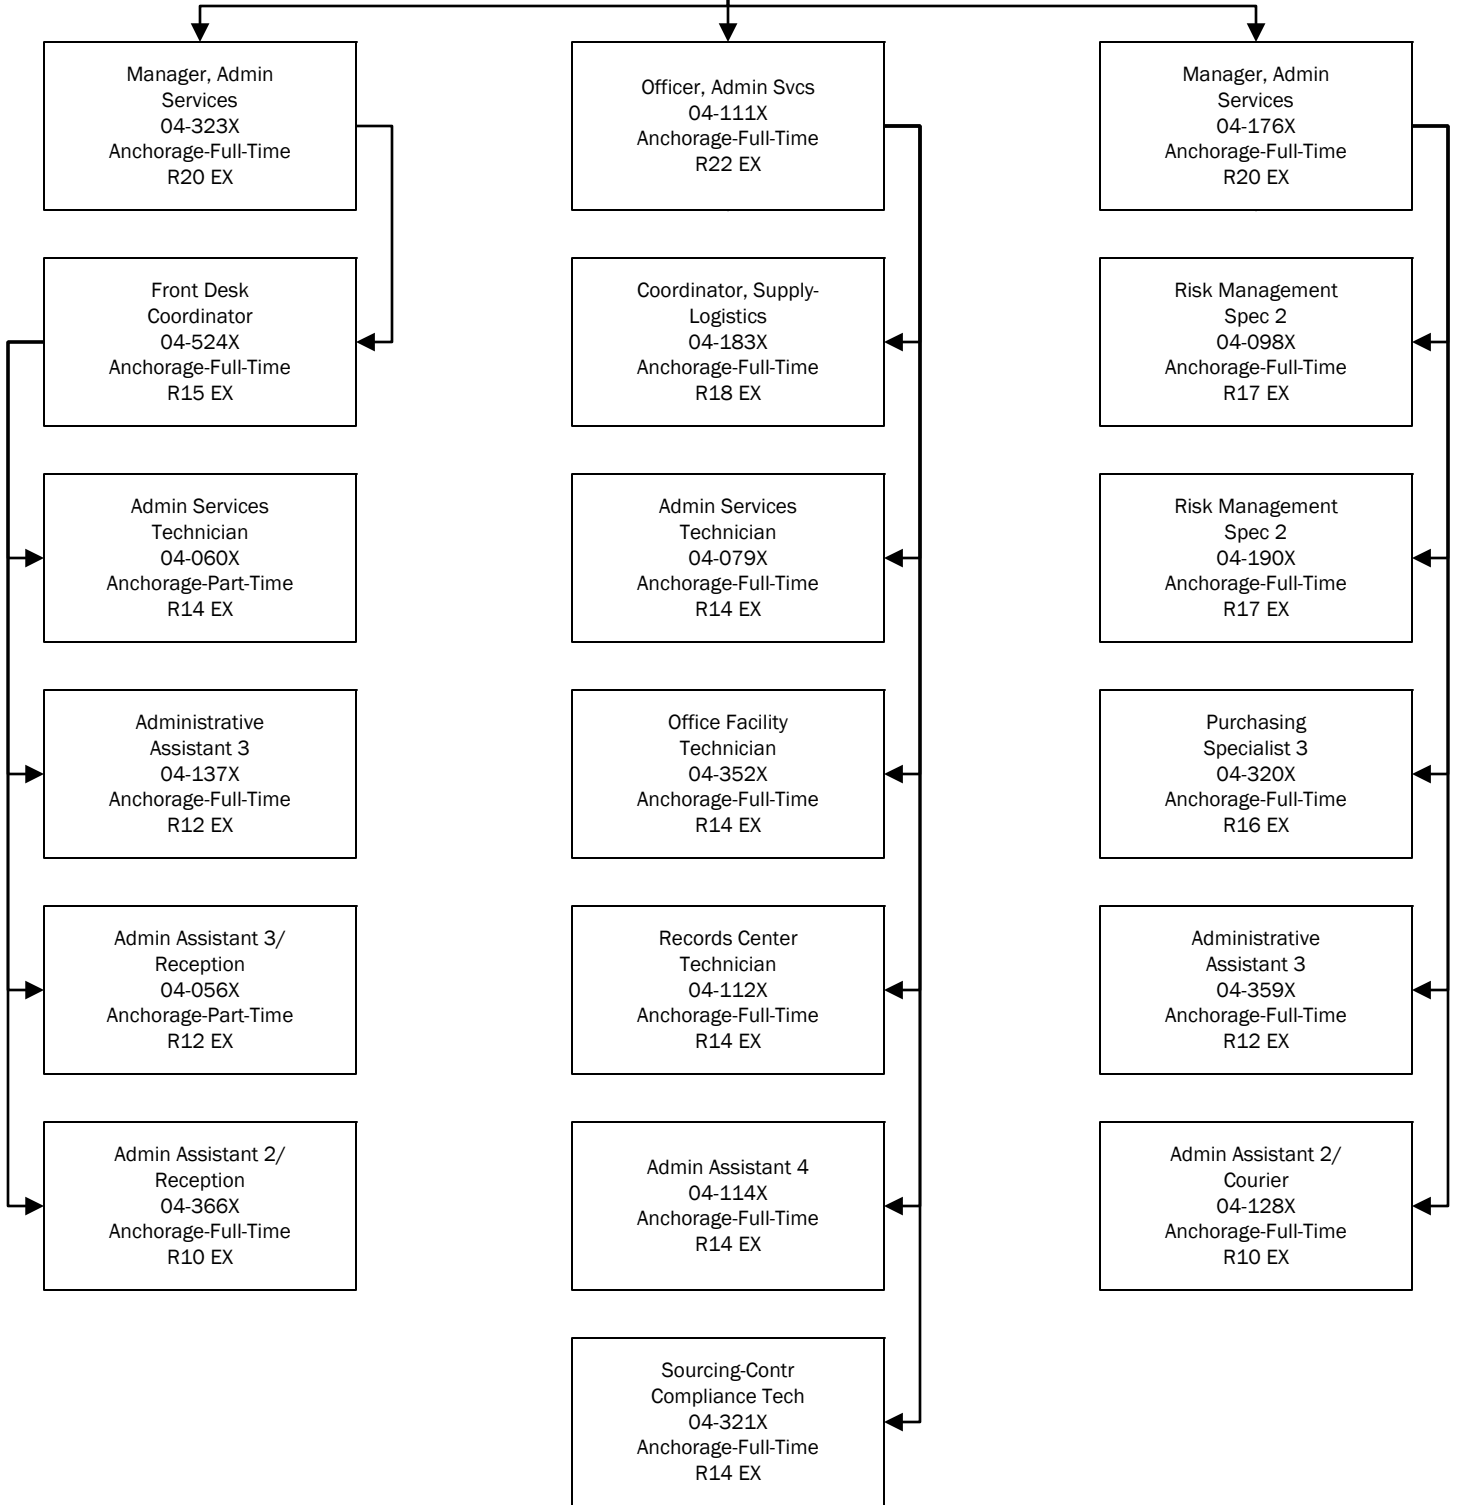 Manager, Admin
Services
04-323X
Anchorage-Full-Time
R20 EX
Officer, Admin Svcs
04-111X
Anchorage-Full-Time
R22 EX
Manager, Admin
Services
04-176X
Anchorage-Full-Time
R20 EX
Front Desk
Coordinator
04-524X
Anchorage-Full-Time
R15 EX
Coordinator, Supply-
Logistics
04-183X
Anchorage-Full-Time
R18 EX
Risk Management
Spec 2
04-098X
Anchorage-Full-Time
R17 EX
Admin Services
Technician
04-060X
Anchorage-Part-Time
R14 EX
Admin Services
Technician
04-079X
Anchorage-Full-Time
R14 EX
Risk Management
Spec 2
04-190X
Anchorage-Full-Time
R17 EX
Administrative
Assistant 3
04-137X
Anchorage-Full-Time
R12 EX
Office Facility
Technician
04-352X
Anchorage-Full-Time
R14 EX
Purchasing
Specialist 3
04-320X
Anchorage-Full-Time
R16 EX
Admin Assistant 3/
Reception
04-056X
Anchorage-Part-Time
R12 EX
Records Center
Technician
04-112X
Anchorage-Full-Time
R14 EX
Administrative
Assistant 3
04-359X
Anchorage-Full-Time
R12 EX
Admin Assistant 2/
Reception
04-366X
Anchorage-Full-Time
R10 EX
Admin Assistant 4
04-114X
Anchorage-Full-Time
R14 EX
Admin Assistant 2/
Courier
04-128X
Anchorage-Full-Time
R10 EX
Sourcing-Contr
Compliance Tech
04-321X
Anchorage-Full-Time
R14 EX